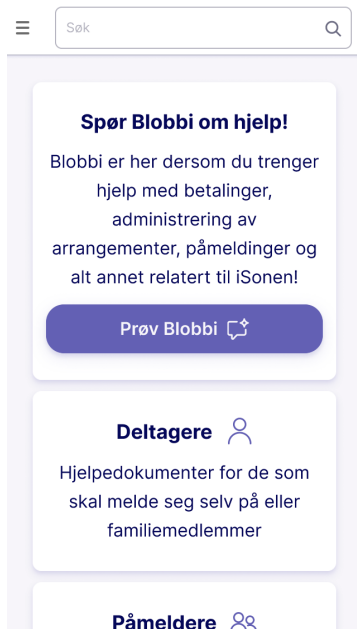 Søk
Spør Blobbi om hjelp!
Blobbi er her dersom du trenger
hjelp med betalinger,
administrering av
arrangementer, påmeldinger og
alt annet relatert til iSonen!
Prøv Blobbi
Deltagere
Hjelpedokumenter for de som
skal melde seg selv på eller
familiemedlemmer
Påmeldere